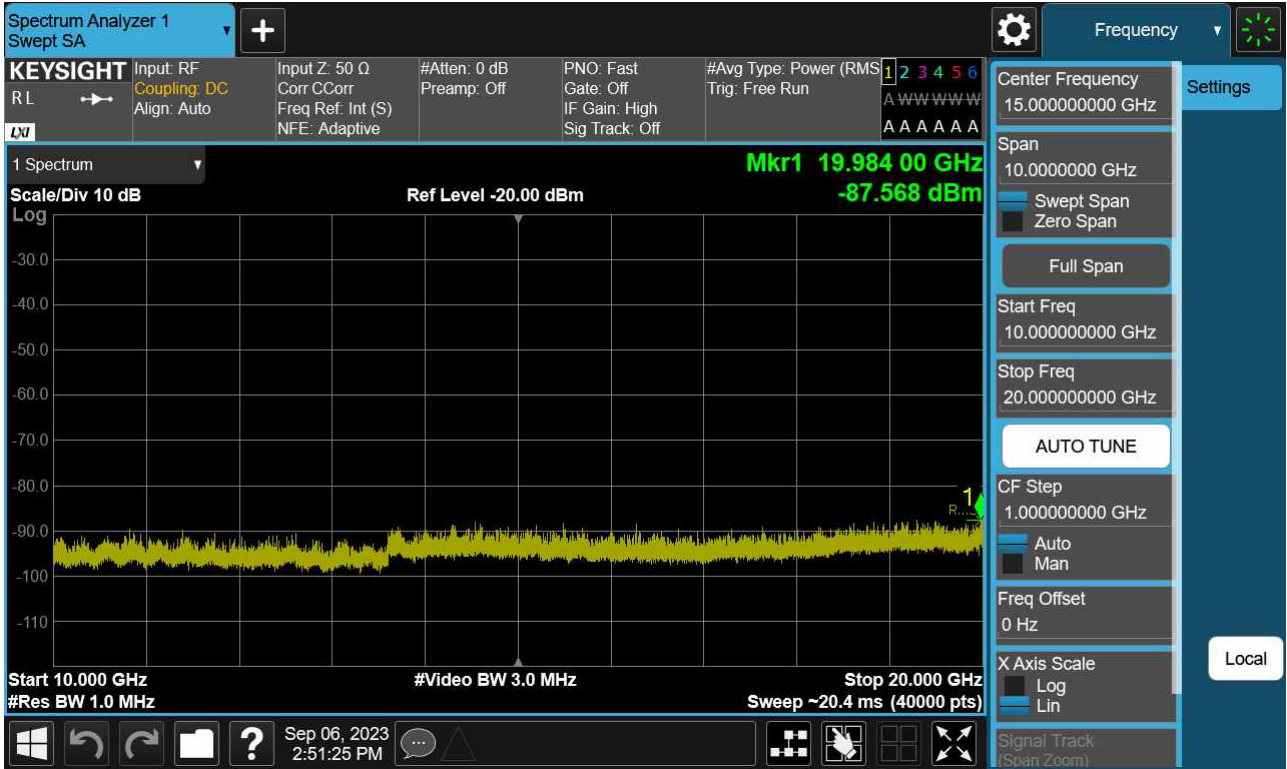 Spectrum Analyzer 1
Swept SA
+
Frequency
KEYSIGHT
R L
LXI
Input: RF
Coupling: DC
Align: Auto
Input Z: 50 Ω
Corr CCorr
Freq Ref: Int (S)
NFE: Adaptive
#Atten: 0 dB
Preamp: Off
PNO: Fast
Gate: Off
IF Gain: High
Sig Track: Off
#Avg Type: Power (RMS
Trig: Free Run
1 2 3 4 5 6
A W W W W W
A A A A A A
1 Spectrum
Scale/Div 10 dB
Log
Ref Level -20.00 dBm
Mkr1 19.984 00 GHz
-87.568 dBm
-30.0
-40.0
-50.0
-60.0
-70.0
-80.0
-90.0
-100
-110
1
Start 10.000 GHz
#Res BW 1.0 MHz
#Video BW 3.0 MHz
Stop 20.000 GHz
Sweep ~20.4 ms (40000 pts)
?
Sep 06, 2023
2:51:25 PM
Center Frequency
15.000000000 GHz
Span
10.0000000 GHz
Swept Span
Zero Span
Full Span
Start Freq
10.000000000 GHz
Stop Freq
20.000000000 GHz
AUTO TUNE
CF Step
1.000000000 GHz
Auto
Man
Freq Offset
0 Hz
X Axis Scale
Log
Lin
Signal Track
(Span Zoom)
Settings
Local